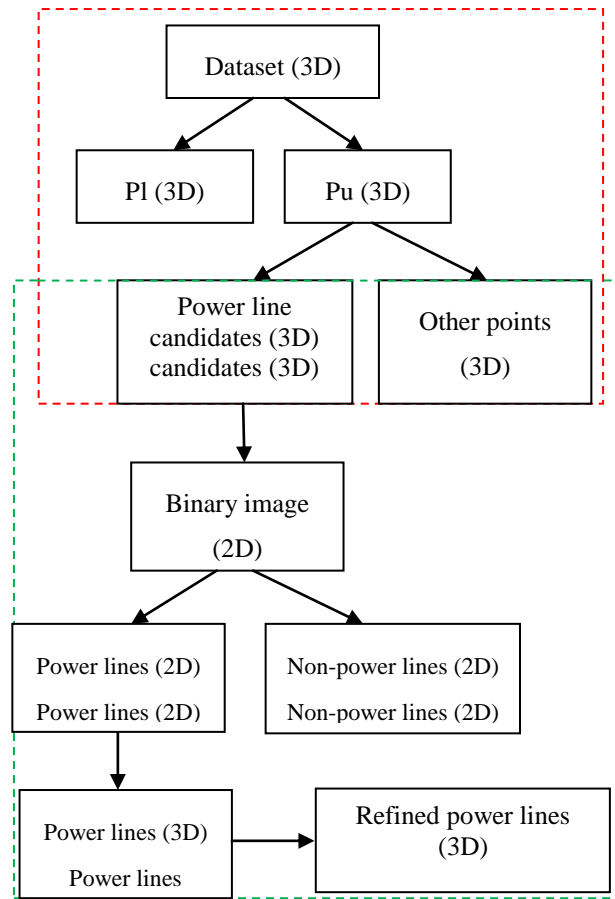 Dataset (3D)
Pl (3D)
Pu (3D)
Power line
candidates (3D)
candidates (3D)
Other points
(3D)
Binary image
(2D)
Power lines (2D)
Power lines (2D)
Non-power lines (2D)
Non-power lines (2D)
Power lines (3D)
Power lines
Refined power lines
(3D)